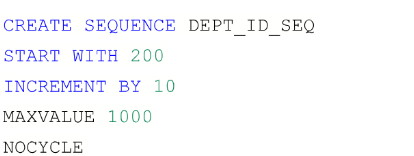 CREATE SEQUENCE DEPT_ID_SEQ
START WITH 200
INCREMENT BY 10
MAXVALUE 1000
NOCYCLE